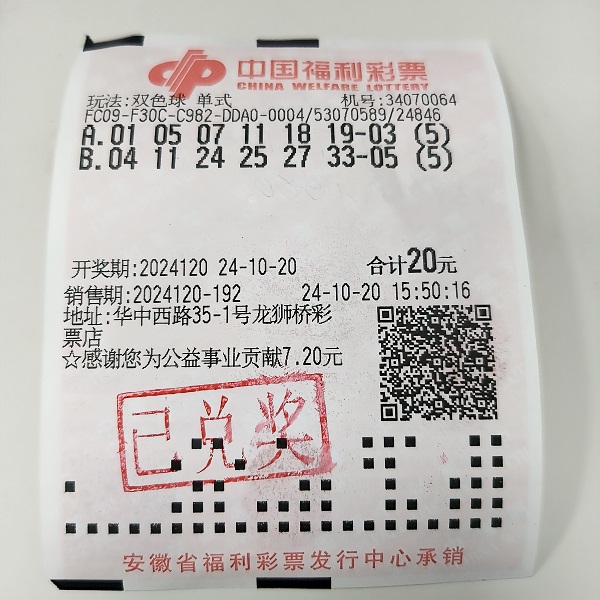 中国福利彩票
CHINA WELFARE LOTTERY
玩法:双色球 单式 机号:34070064
FC09-F30C-C982-DDA0-0004/53070589/24846
A.01 05 07 11 18 19-03 (5)
B.04 11 24 25 27 33-05 (5)
开奖期:2024120 24-10-20 合计20元
销售期:2024120-192 24-10-20 15:50:16
地址:华中西路35-1号龙狮桥彩
票店
☆感谢您为公益事业贡献7.20元
已兑奖
安徽省福利彩票发行中心承销